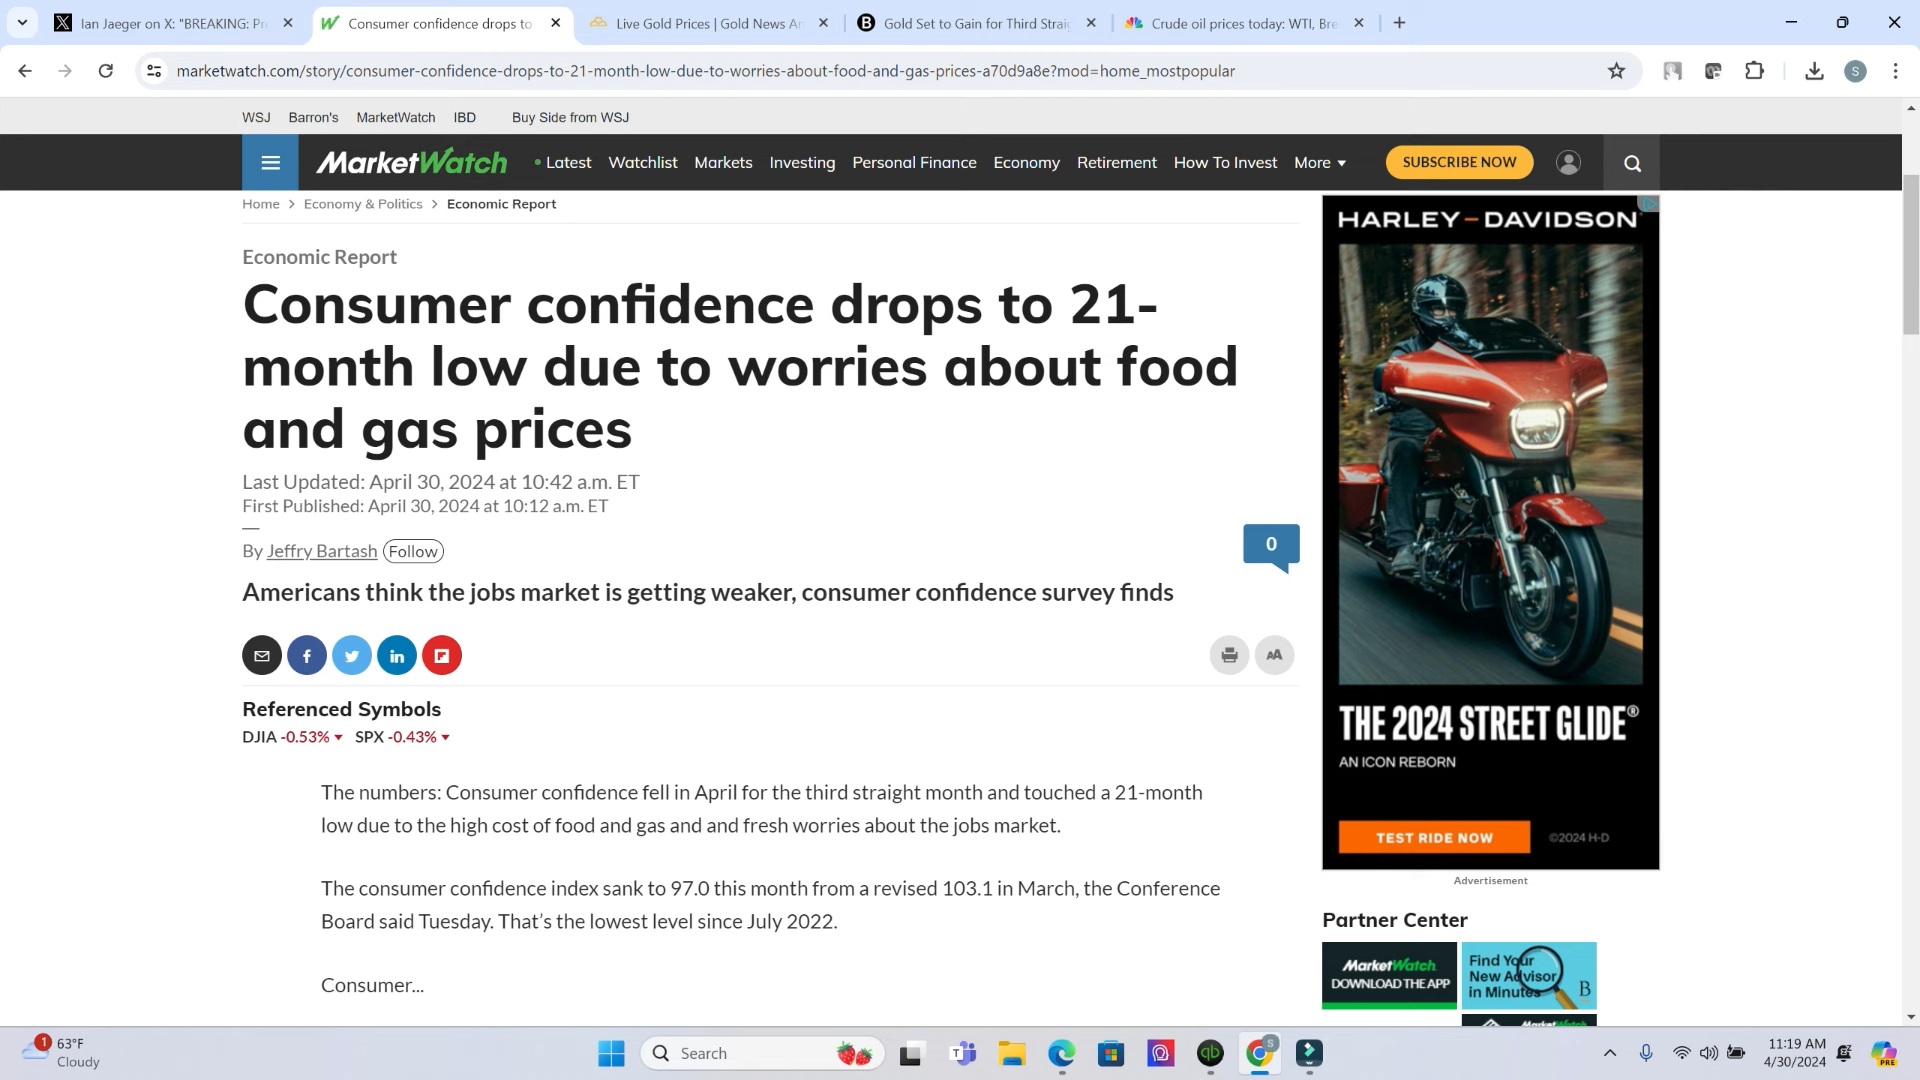 Ian Jaeger on X: "BREAKING: Pr
Consumer confidence drops to
Live Gold Prices | Gold News An
Gold Set to Gain for Third Straig
Crude oil prices today: WTI, Bre
marketwatch.com/story/consumer-confidence-drops-to-21-month-low-due-to-worries-about-food-and-gas-prices-a70d9a8e?mod=home_mostpopular
S
WSJ Barron's MarketWatch IBD Buy Side from WSJ
MarketWatch
Latest Watchlist Markets Investing Personal Finance Economy Retirement How To Invest More
SUBSCRIBE NOW
Home > Economy & Politics > Economic Report
Economic Report
Consumer confidence drops to 21-
month low due to worries about food
and gas prices
Last Updated: April 30, 2024 at 10:42 a.m. ET
First Published: April 30, 2024 at 10:12 a.m. ET
By Jeffry Bartash Follow
0
Americans think the jobs market is getting weaker, consumer confidence survey finds
AA
Referenced Symbols
DJIA -0.53% SPX -0.43%
The numbers: Consumer confidence fell in April for the third straight month and touched a 21-month
low due to the high cost of food and gas and and fresh worries about the jobs market.
The consumer confidence index sank to 97.0 this month from a revised 103.1 in March, the Conference
Board said Tuesday. That's the lowest level since July 2022.
Consumer...
HARLEY-DAVIDSON
THE 2024 STREET GLIDE®
AN ICON REBORN
TEST RIDE NOW
©2024 H-D
Advertisement
Partner Center
MarketWatch
DOWNLOAD THE APP
Find Your
New Advisor
in Minutes
B
MarketWatch
1
63°F
Cloudy
Search
11:19 AM
4/30/2024
PRE